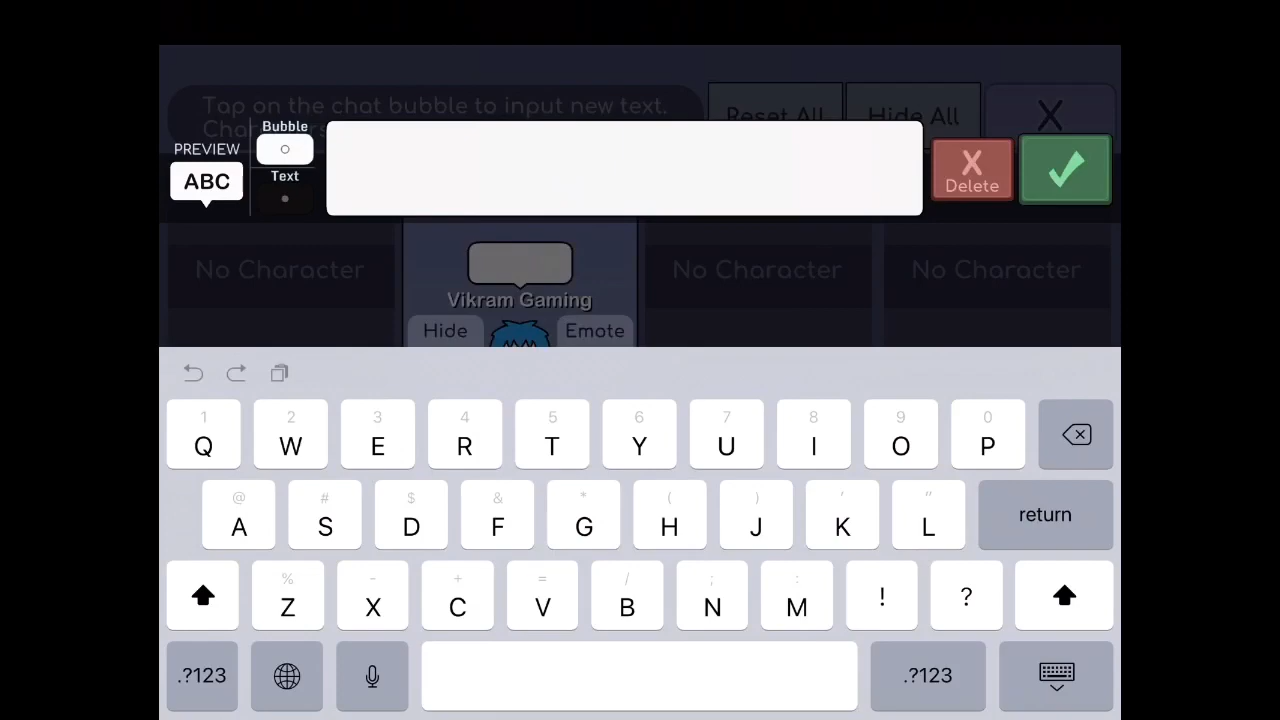 Tap on the chat bubble to input new text.
Reset All
Hide All
X
Bubble
PREVIEW
ABC
Text
X
Delete
No Character
Vikram Gaming
No Character
No Character
Hide
Emote
1 2 3 4 5 6 7 8 9 0
Q W E R T Y U I O P
@ # $ & * ( ) ' "
A S D F G H J K L return
% - + = / ; :
Z X C V B N M ! ?
.?123
.?123